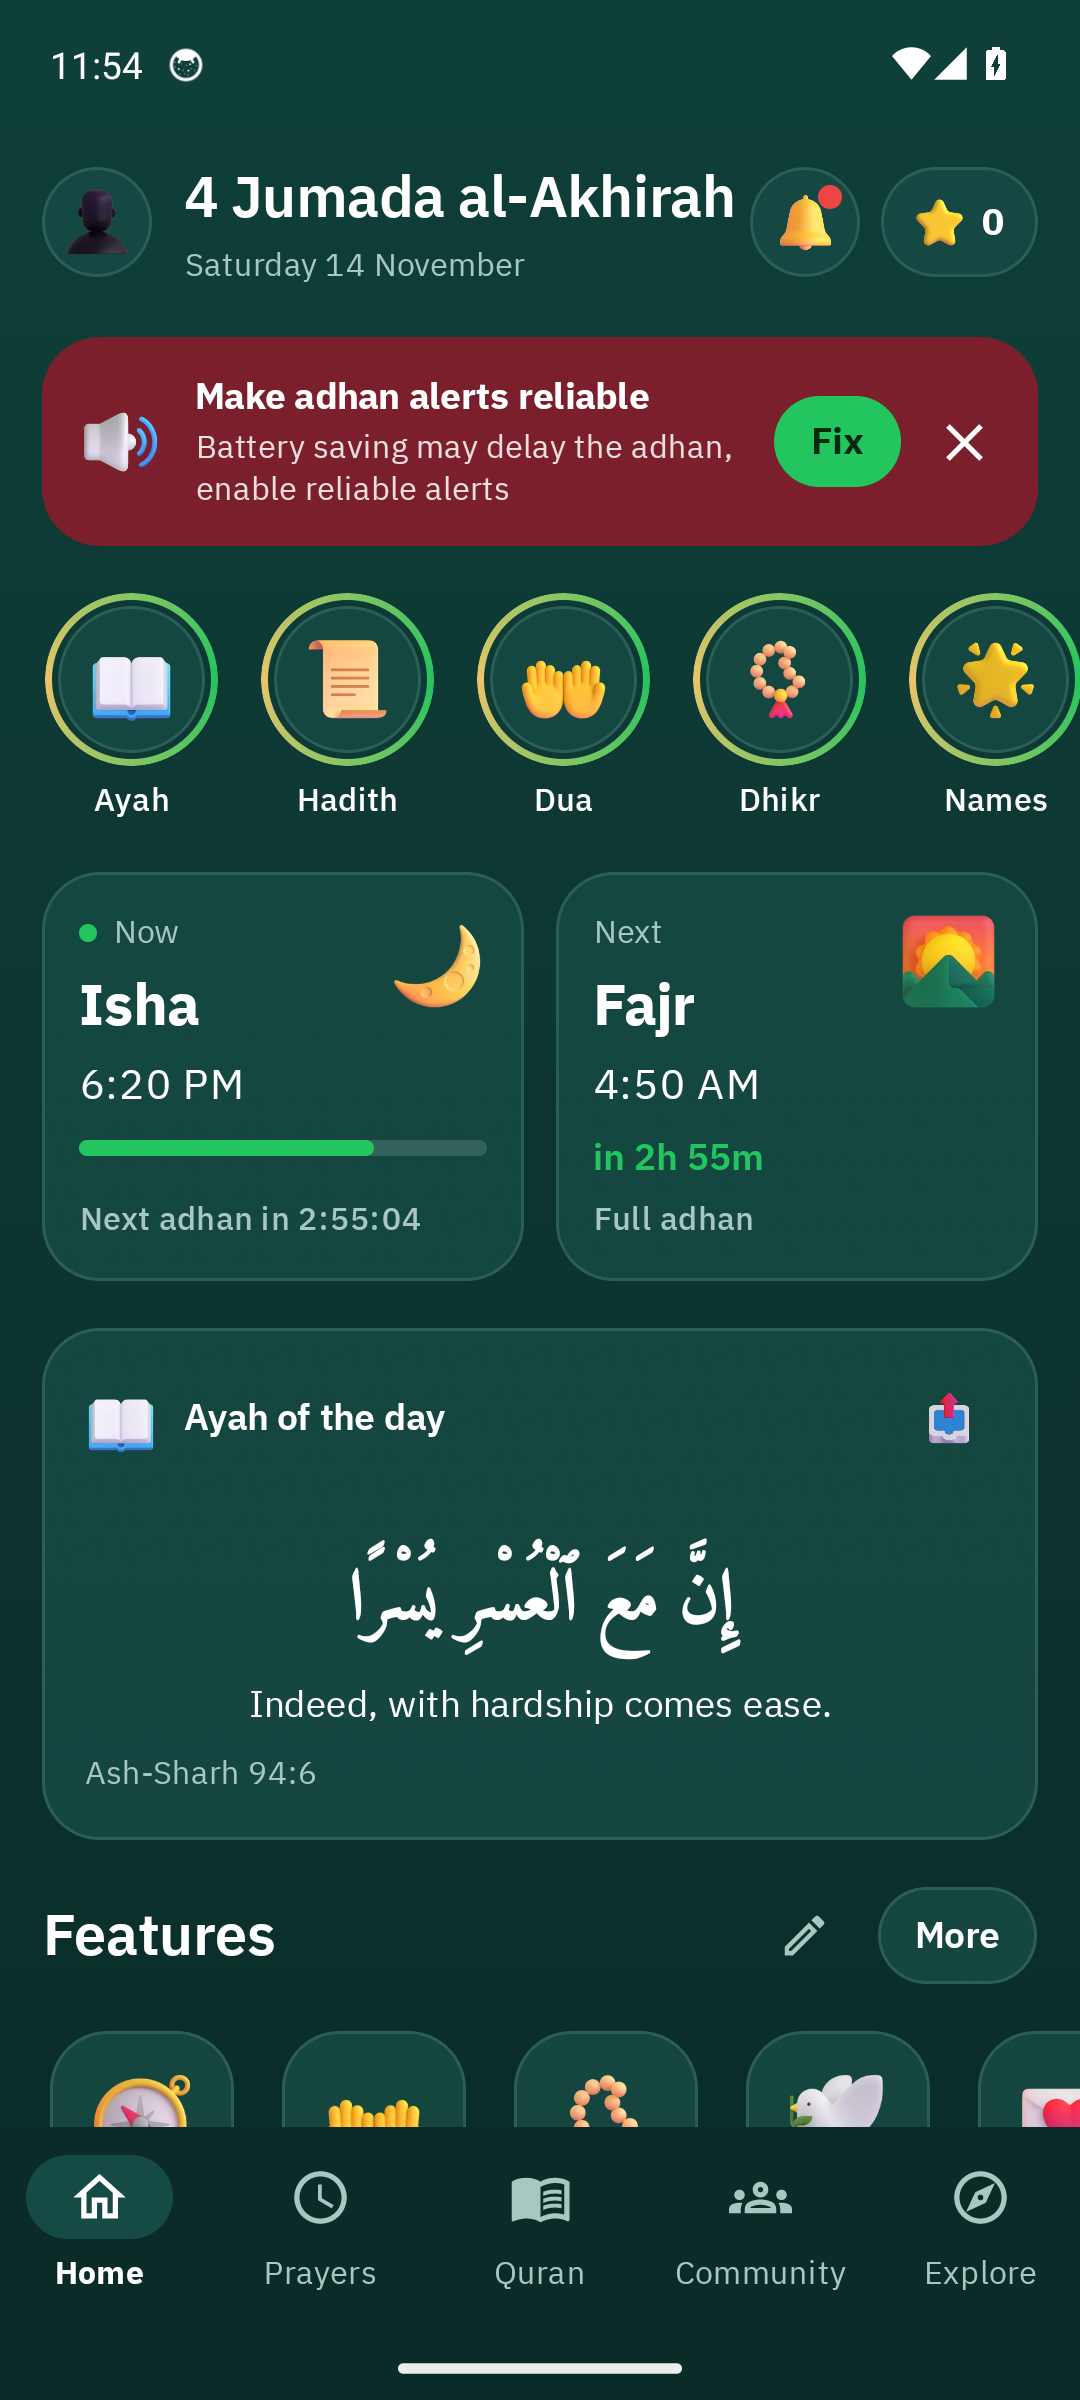 11:54
4 Jumada al-Akhirah
Saturday 14 November
0
Make adhan alerts reliable
Battery saving may delay the adhan,
enable reliable alerts
Fix
Ayah
Hadith
Dua
Dhikr
Names
Now
Isha
6:20 PM
Next adhan in 2:55:04
Next
Fajr
4:50 AM
in 2h 55m
Full adhan
Ayah of the day
إِنَّ مَعَ ٱلْعُسْرِ يُسْرًا
Indeed, with hardship comes ease.
Ash-Sharh 94:6
Features
More
Home
Prayers
Quran
Community
Explore